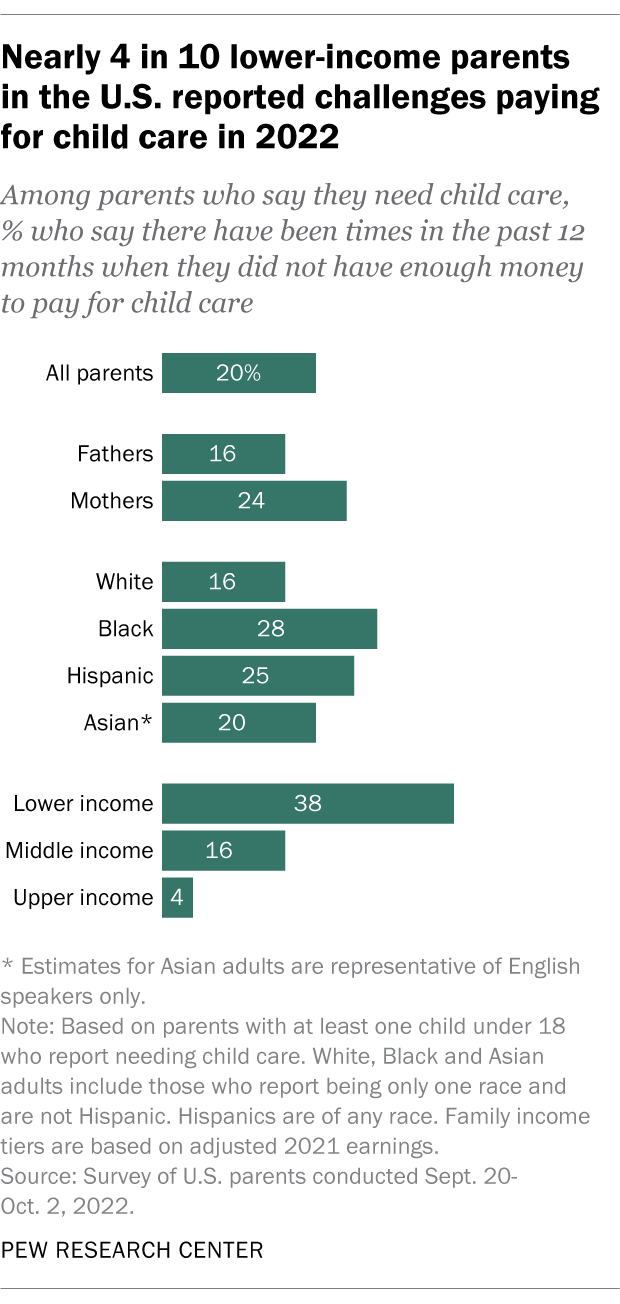 Nearly 4 in 10 lower-income parents
in the U.S. reported challenges paying
for child care in 2022
Among parents who say they need child care,
% who say there have been times in the past 12
months when they did not have enough money
to pay for child care
All parents 20%
Fathers 16
Mothers 24
White 16
Black 28
Hispanic 25
Asian* 20
Lower income 38
Middle income 16
Upper income 4
* Estimates for Asian adults are representative of English
speakers only.
Note: Based on parents with at least one child under 18
who report needing child care. White, Black and Asian
adults include those who report being only one race and
are not Hispanic. Hispanics are of any race. Family income
tiers are based on adjusted 2021 earnings.
Source: Survey of U.S. parents conducted Sept. 20-
Oct. 2, 2022.
PEW RESEARCH CENTER